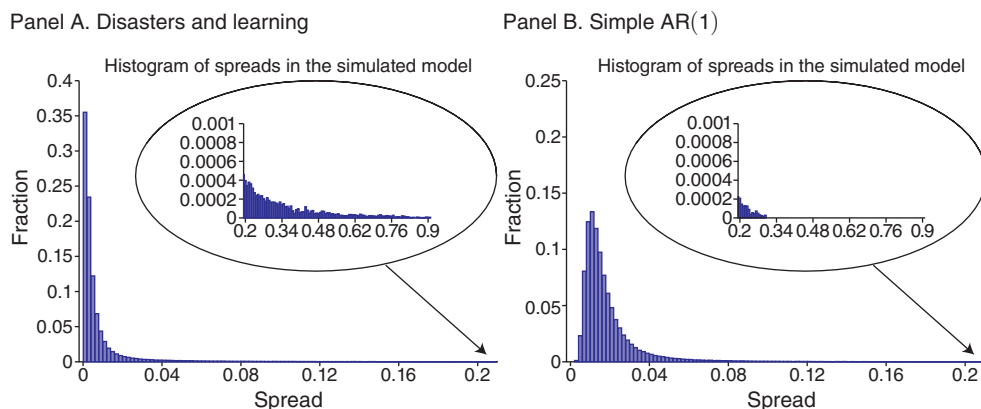 Panel A. Disasters and learning
Histogram of spreads in the simulated model
0.4
0.35
0.3
0.25
0.2
0.15
0.1
0.05
0
Fraction
0.001
0.0008
0.0006
0.0004
0.0002
0
0.2 0.34 0.48 0.62 0.76 0.9
0 0.04 0.08 0.12 0.16 0.2
Spread
Panel B. Simple AR(1)
Histogram of spreads in the simulated model
0.25
0.2
0.15
0.1
0.05
0
Fraction
0.001
0.0008
0.0006
0.0004
0.0002
0
0.2 0.34 0.48 0.62 0.76 0.9
0 0.04 0.08 0.12 0.16 0.2
Spread